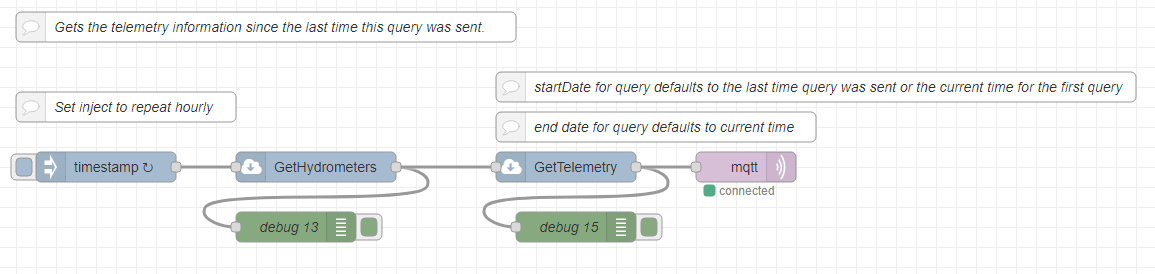 Gets the telemetry information since the last time this query was sent.
startDate for query defaults to the last time query was sent or the current time for the first query
Set inject to repeat hourly
end date for query defaults to current time
timestamp ↻
GetHydrometers
GetTelemetry
mqtt
connected
debug 13
debug 15